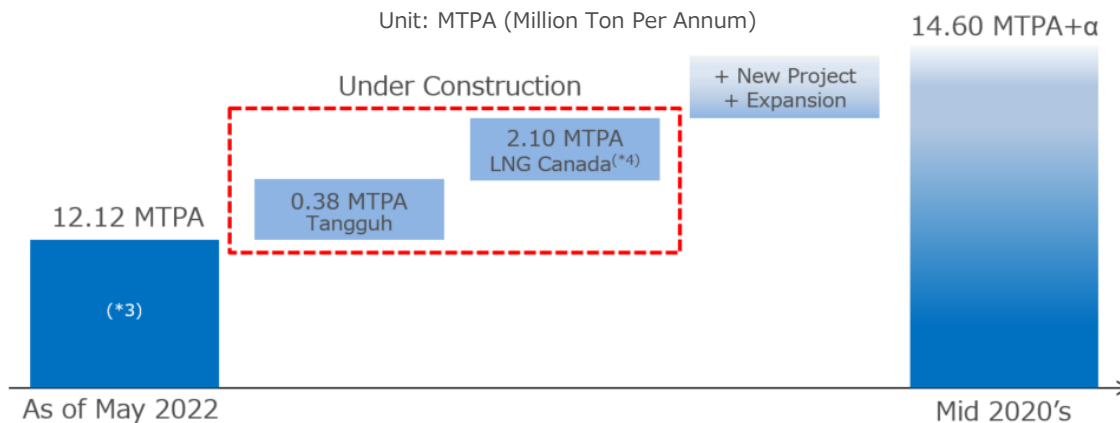 Unit: MTPA (Million Ton Per Annum)
14.60 MTPA+α
Under Construction
+ New Project
+ Expansion
2.10 MTPA
LNG Canada(*4)
0.38 MTPA
Tangguh
12.12 MTPA
(*3)
As of May 2022
Mid 2020's